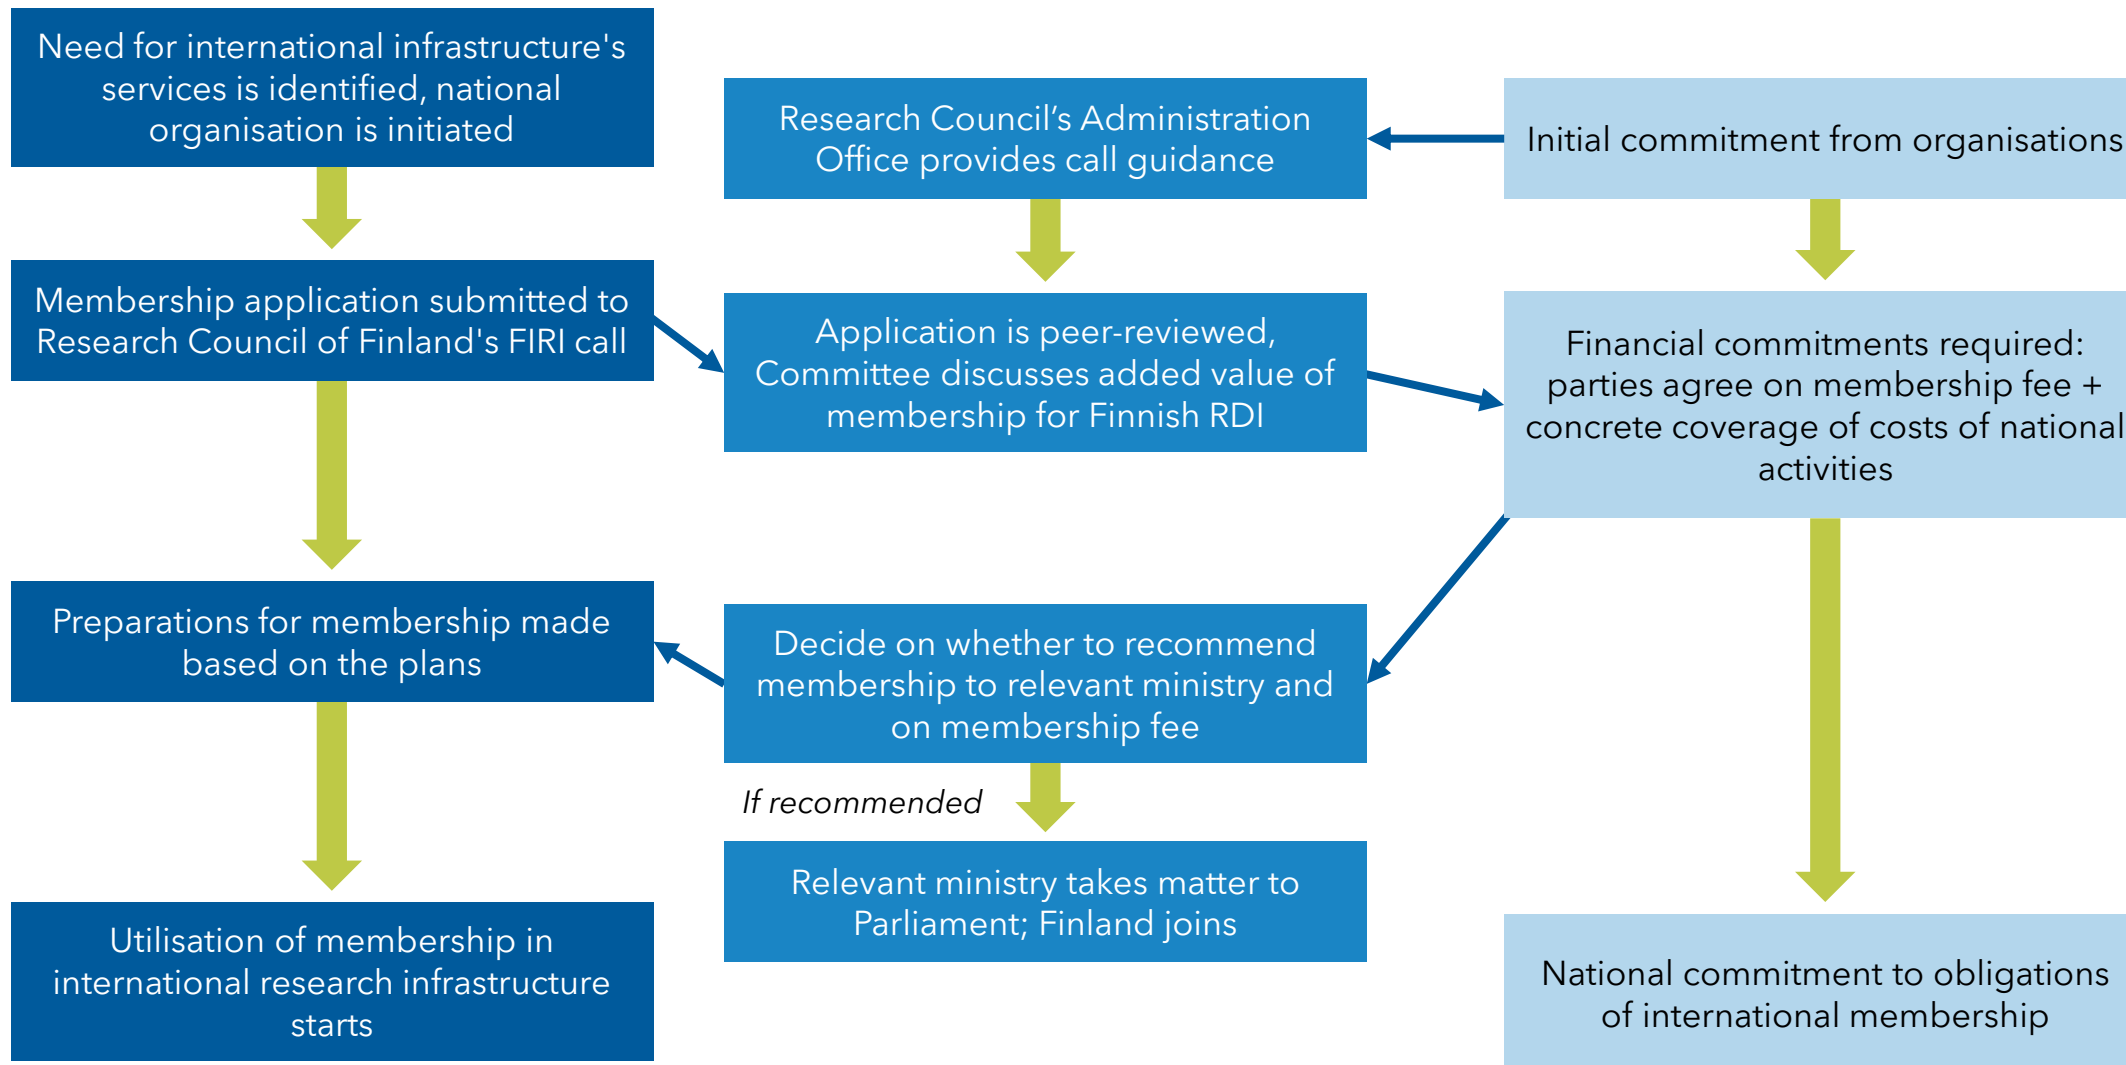 Need for international infrastructure's
services is identified, national
organisation is initiated
Membership application submitted to
Research Council of Finland's FIRI call
Preparations for membership made
based on the plans
Utilisation of membership in
international research infrastructure
starts
Research Council’s Administration
Office provides call guidance
Application is peer-reviewed,
Committee discusses added value of
membership for Finnish RDI
Decide on whether to recommend
membership to relevant ministry and
on membership fee
If recommended
Relevant ministry takes matter to
Parliament; Finland joins
Initial commitment from organisations
Financial commitments required:
parties agree on membership fee +
concrete coverage of costs of national
activities
National commitment to obligations
of international membership